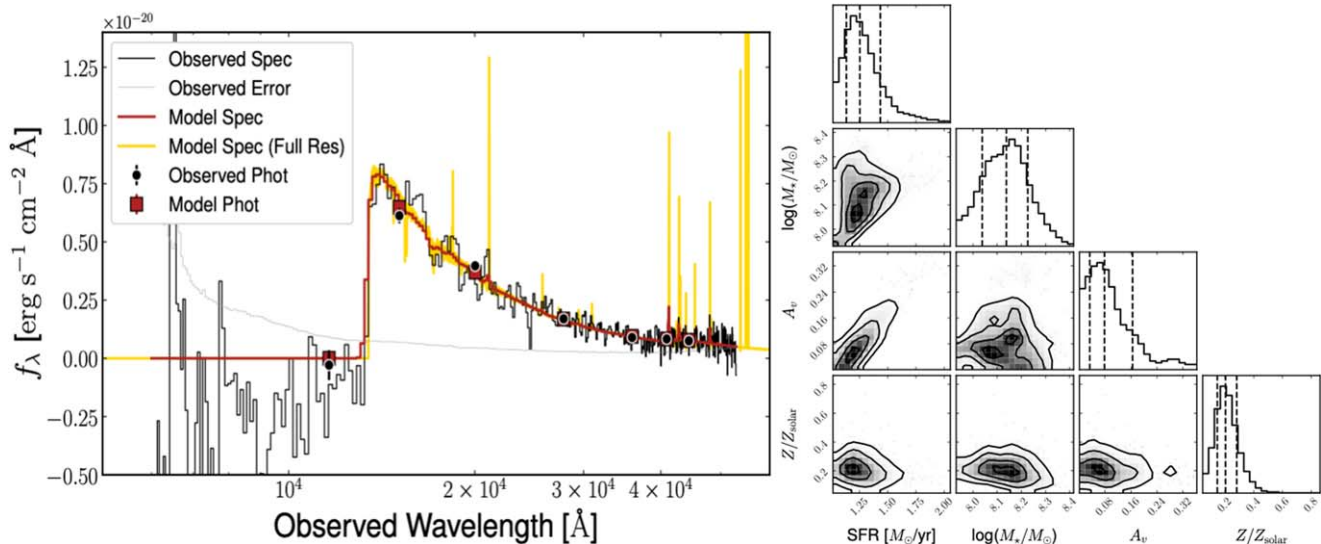 ×10⁻²⁰
1.25
1.00
0.75
0.50
0.25
0.00
−0.25
−0.50
f_λ [erg s⁻¹ cm⁻² Å]
Observed Spec
Observed Error
Model Spec
Model Spec (Full Res)
Observed Phot
Model Phot
10⁴
2 × 10⁴
3 × 10⁴
4 × 10⁴
Observed Wavelength [Å]
log(M⋆/M⊙)
8.4
8.3
8.2
8.1
8.0
A_v
0.32
0.24
0.16
0.08
Z/Z_solar
0.8
0.6
0.4
0.2
1.25
1.50
1.75
2.00
SFR [M⊙/yr]
8.0
8.1
8.2
8.3
8.4
log(M⋆/M⊙)
0.08
0.16
0.24
0.32
A_v
0.2
0.4
0.6
0.8
Z/Z_solar